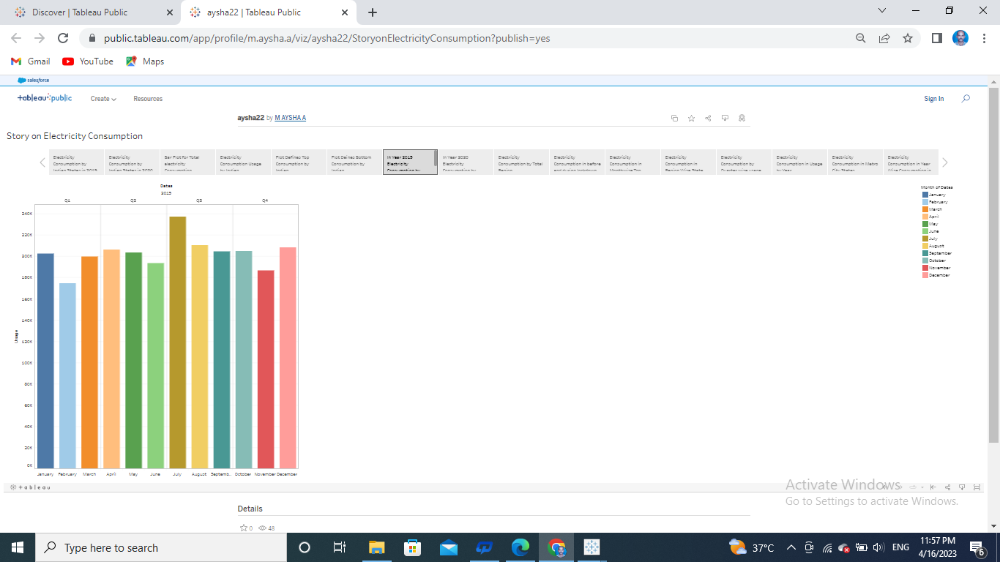 Discover | Tableau Public
aysha22 | Tableau Public
public.tableau.com/app/profile/m.aysha.a/viz/aysha22/StoryonElectricityConsumption?publish=yes
Gmail
YouTube
Maps
salesforce
+ableau public
Create
Resources
Sign In
aysha22 by M AYSHA A
Story on Electricity Consumption
Electricity
Consumption by
Indian States in 2019
Electricity
Consumption by
Indian States in 2020
Bar Plot for Total
electricity
Consumption
Electricity
Consumption Usage
by Indian
Plot Defines Top
Consumption by
Indian
Plot Deines Bottom
Consumption by
Indian
In Year 2019
Electricity
Consumption by
In Year 2020
Electricity
Consumption by
Electricity
Consumption by Total
Region
Electricity
Consumption in before
and during lockdown
Electricity
Consumption in
Monthwise Top
Electricity
Consumption in
Region Wise State
Electricity
Consumption by
Quarter wise usage
Electricity
Consumption in Usage
by Year
Electricity
Consumption in Metro
City States
Electricity
Consumption in Year
Wise Consumption in
Dates
2019
Q1
Q2
Q3
Q4
240K
220K
200K
180K
160K
140K
120K
100K
80K
60K
40K
20K
0K
Usage
January
February
March
April
May
June
July
August
Septemb..
October
November
December
Month of Dates
January
February
March
April
May
June
July
August
September
October
November
December
+ableau
Activate Windows
Go to Settings to activate Windows.
Details
0
48
Type here to search
37°C
ENG
11:57 PM
4/16/2023
6